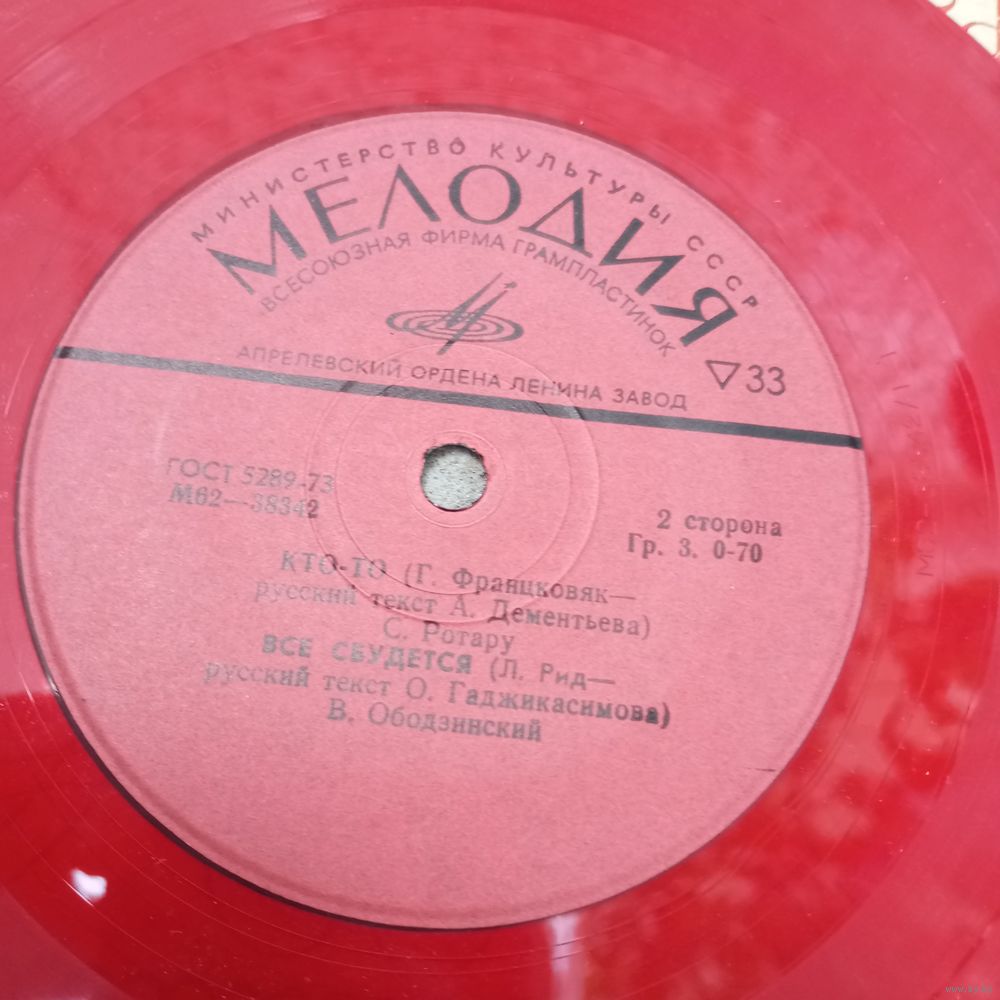 МИНИСТЕРСТВО КУЛЬТУРЫ СССР
МЕЛОДИЯ
ВСЕСОЮЗНАЯ ФИРМА ГРАМПЛАСТИНОК
▽33
АПРЕЛЕВСКИЙ ОРДЕНА ЛЕНИНА ЗАВОД
ГОСТ 5289-73
М62—38342
2 сторона
Гр. 3. 0-70
КТО-ТО (Г. Францковяк—
русский текст А. Дементьева)
С. Ротару
ВСЕ СБУДЕТСЯ (Л. Рид—
русский текст О. Гаджикасимова)
В. Ободзинский